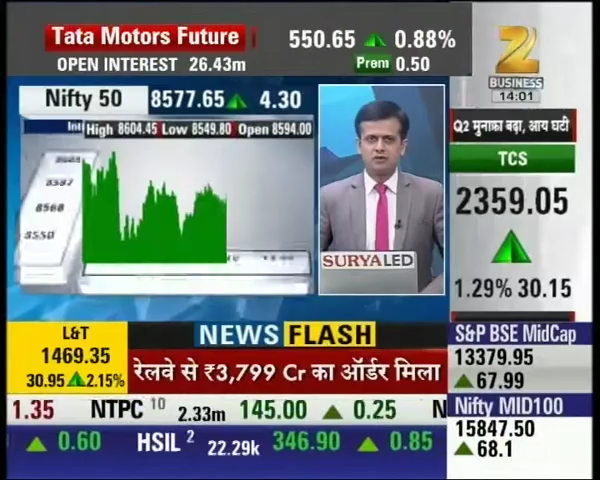 Tata Motors Future
550.65 0.88%
OPEN INTEREST 26.43m
Prem 0.50
Z
BUSINESS
14:01
Nifty 50 8577.65 4.30
High 8604.45 Low 8549.80 Open 8594.00
8587
8568
8550
SURYA LED
Q2 मुनाफ़ा बढ़ा, आय घटी
TCS
2359.05
1.29% 30.15
L&T
1469.35
30.95 2.15%
NEWS FLASH
रेलवे से ₹3,799 Cr का ऑर्डर मिला
S&P BSE MidCap
13379.95
67.99
Nifty MID100
15847.50
68.1
1.35 NTPC 10 2.33m 145.00 0.25 N
0.60 HSIL 2 22.29k 346.90 0.85